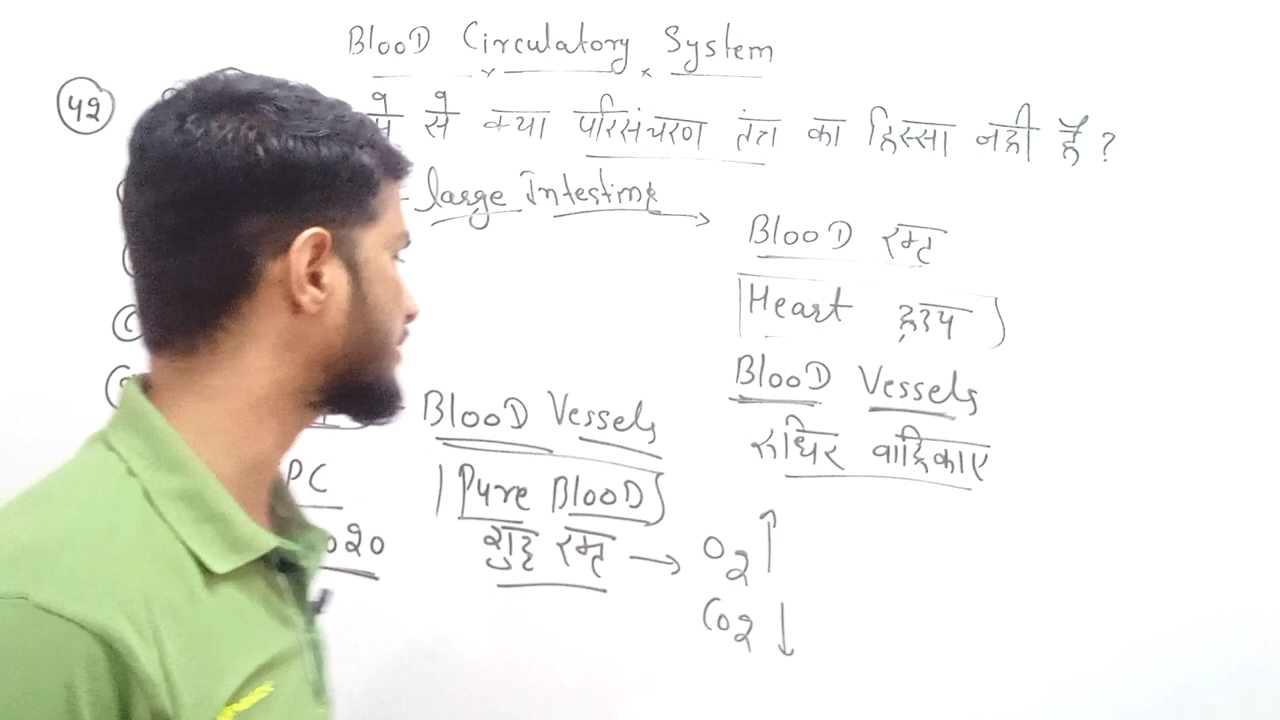 BlooD Circulatory System
42 में से क्या परिसंचरण तंत्र का हिस्सा नही है ?
large Intestine
BlooD रक्त
Heart हृदय
BlooD Vessels
रुधिर वाहिकाए
BlooD Vessels
Pure BlooD
शुद्ध रक्त → O2↑
CO2↓
PC
020